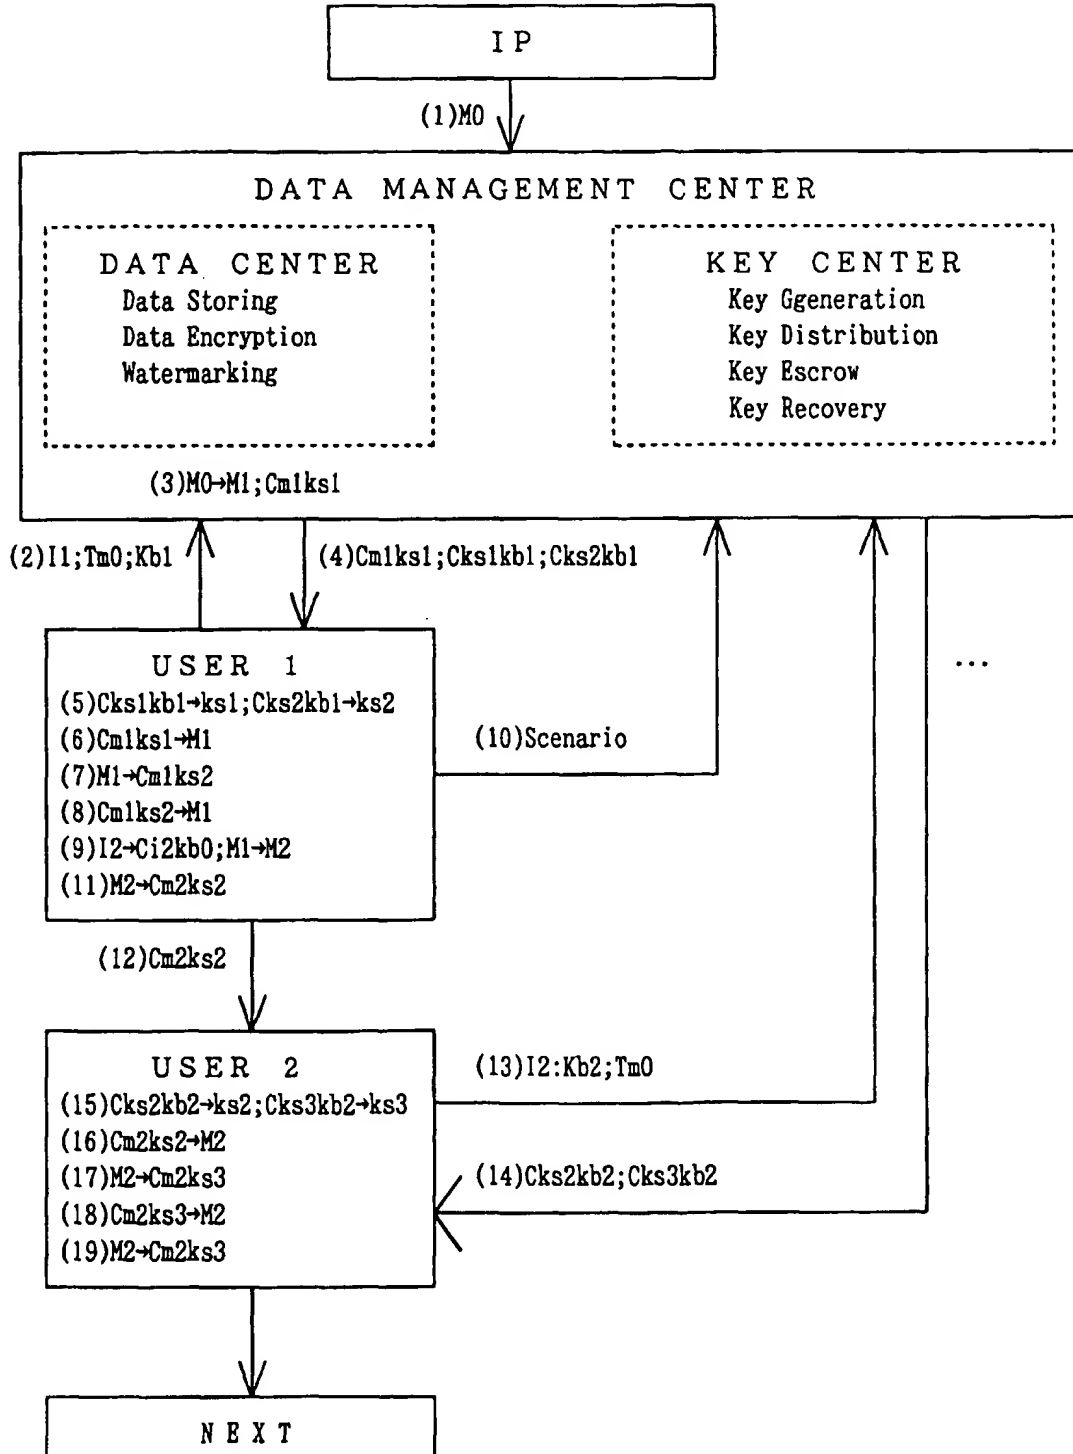 IP
(1)M0
DATA MANAGEMENT CENTER
DATA CENTER
Data Storing
Data Encryption
Watermarking
KEY CENTER
Key Ggeneration
Key Distribution
Key Escrow
Key Recovery
(3)M0→M1;Cm1ks1
(2)I1;Tm0;Kb1
(4)Cm1ks1;Cks1kb1;Cks2kb1
USER 1
(5)Cks1kb1→ks1;Cks2kb1→ks2
(6)Cm1ks1→M1
(7)M1→Cm1ks2
(8)Cm1ks2→M1
(9)I2→Ci2kb0;M1→M2
(11)M2→Cm2ks2
(10)Scenario
...
(12)Cm2ks2
USER 2
(15)Cks2kb2→ks2;Cks3kb2→ks3
(16)Cm2ks2→M2
(17)M2→Cm2ks3
(18)Cm2ks3→M2
(19)M2→Cm2ks3
(13)I2:Kb2;Tm0
(14)Cks2kb2;Cks3kb2
NEXT